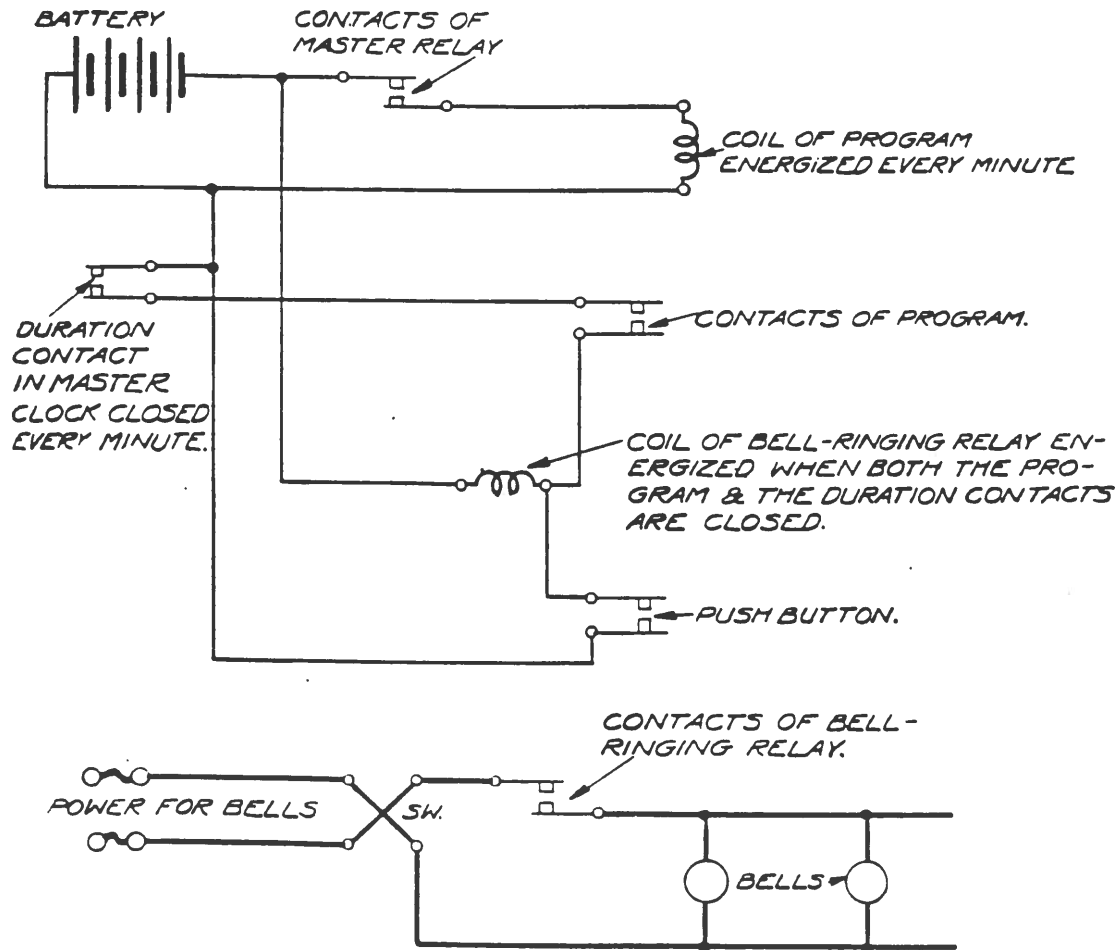 BATTERY
CONTACTS OF
MASTER RELAY
COIL OF PROGRAM
ENERGIZED EVERY MINUTE
DURATION
CONTACT
IN MASTER
CLOCK CLOSED
EVERY MINUTE.
CONTACTS OF PROGRAM.
COIL OF BELL-RINGING RELAY EN-
ERGIZED WHEN BOTH THE PRO-
GRAM & THE DURATION CONTACTS
ARE CLOSED.
PUSH BUTTON.
CONTACTS OF BELL-
RINGING RELAY.
POWER FOR BELLS
SW.
BELLS